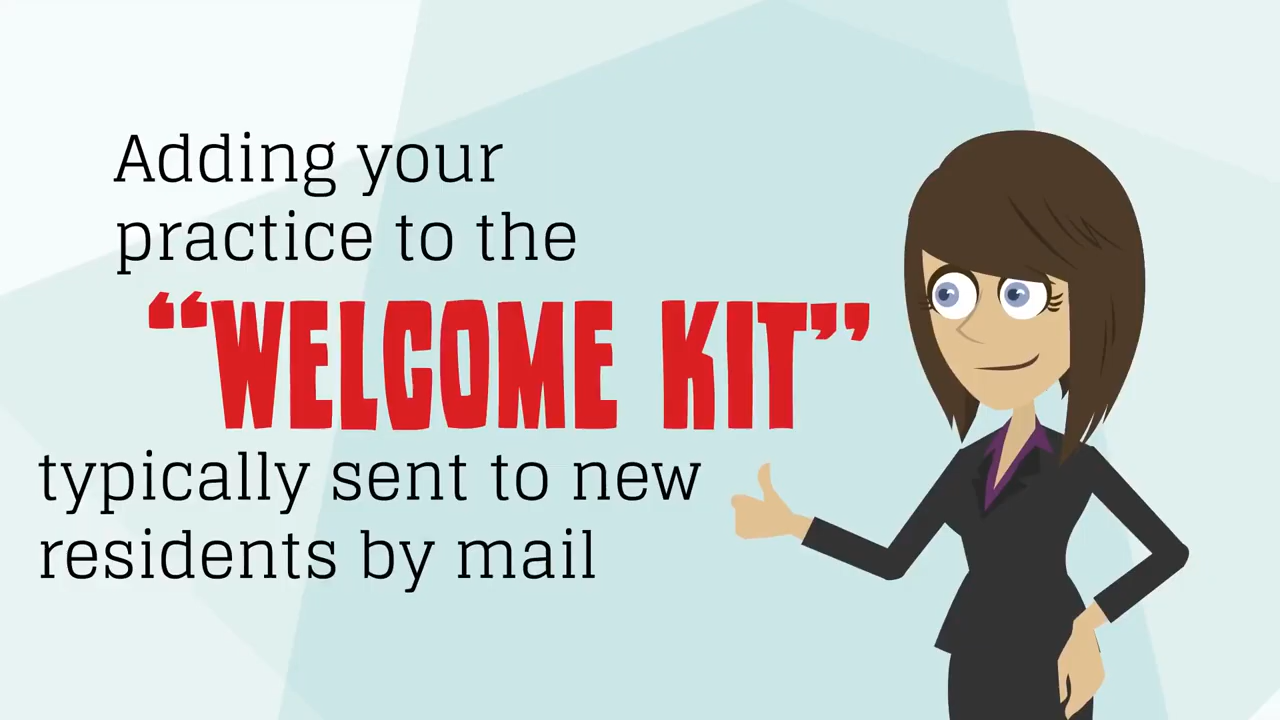 Adding your
practice to the
“WELCOME KIT”
typically sent to new
residents by mail